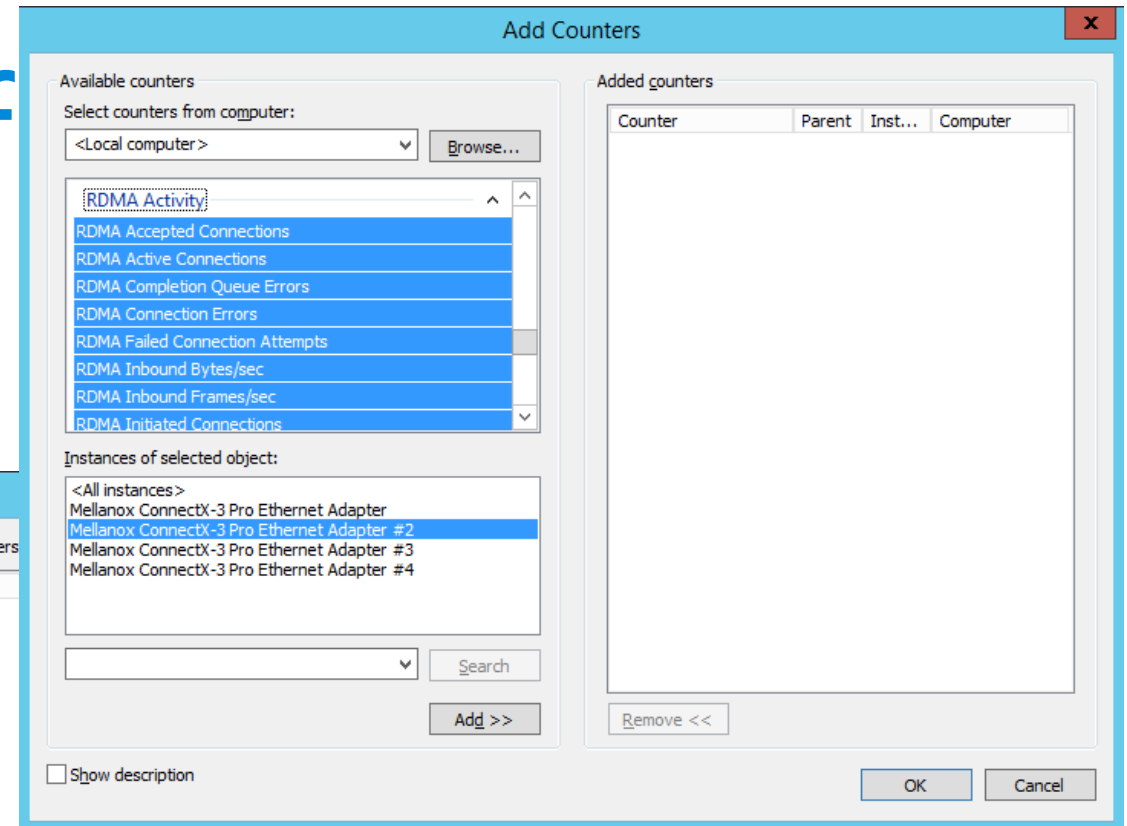 Add Counters
x
Available counters
Select counters from computer:
<Local computer>
Browse...
RDMA Activity
RDMA Accepted Connections
RDMA Active Connections
RDMA Completion Queue Errors
RDMA Connection Errors
RDMA Failed Connection Attempts
RDMA Inbound Bytes/sec
RDMA Inbound Frames/sec
RDMA Initiated Connections
Instances of selected object:
<All instances>
Mellanox ConnectX-3 Pro Ethernet Adapter
Mellanox ConnectX-3 Pro Ethernet Adapter #2
Mellanox ConnectX-3 Pro Ethernet Adapter #3
Mellanox ConnectX-3 Pro Ethernet Adapter #4
Search
Add >>
Show description
Added counters
Counter Parent Inst... Computer
Remove <<
OK Cancel
ers